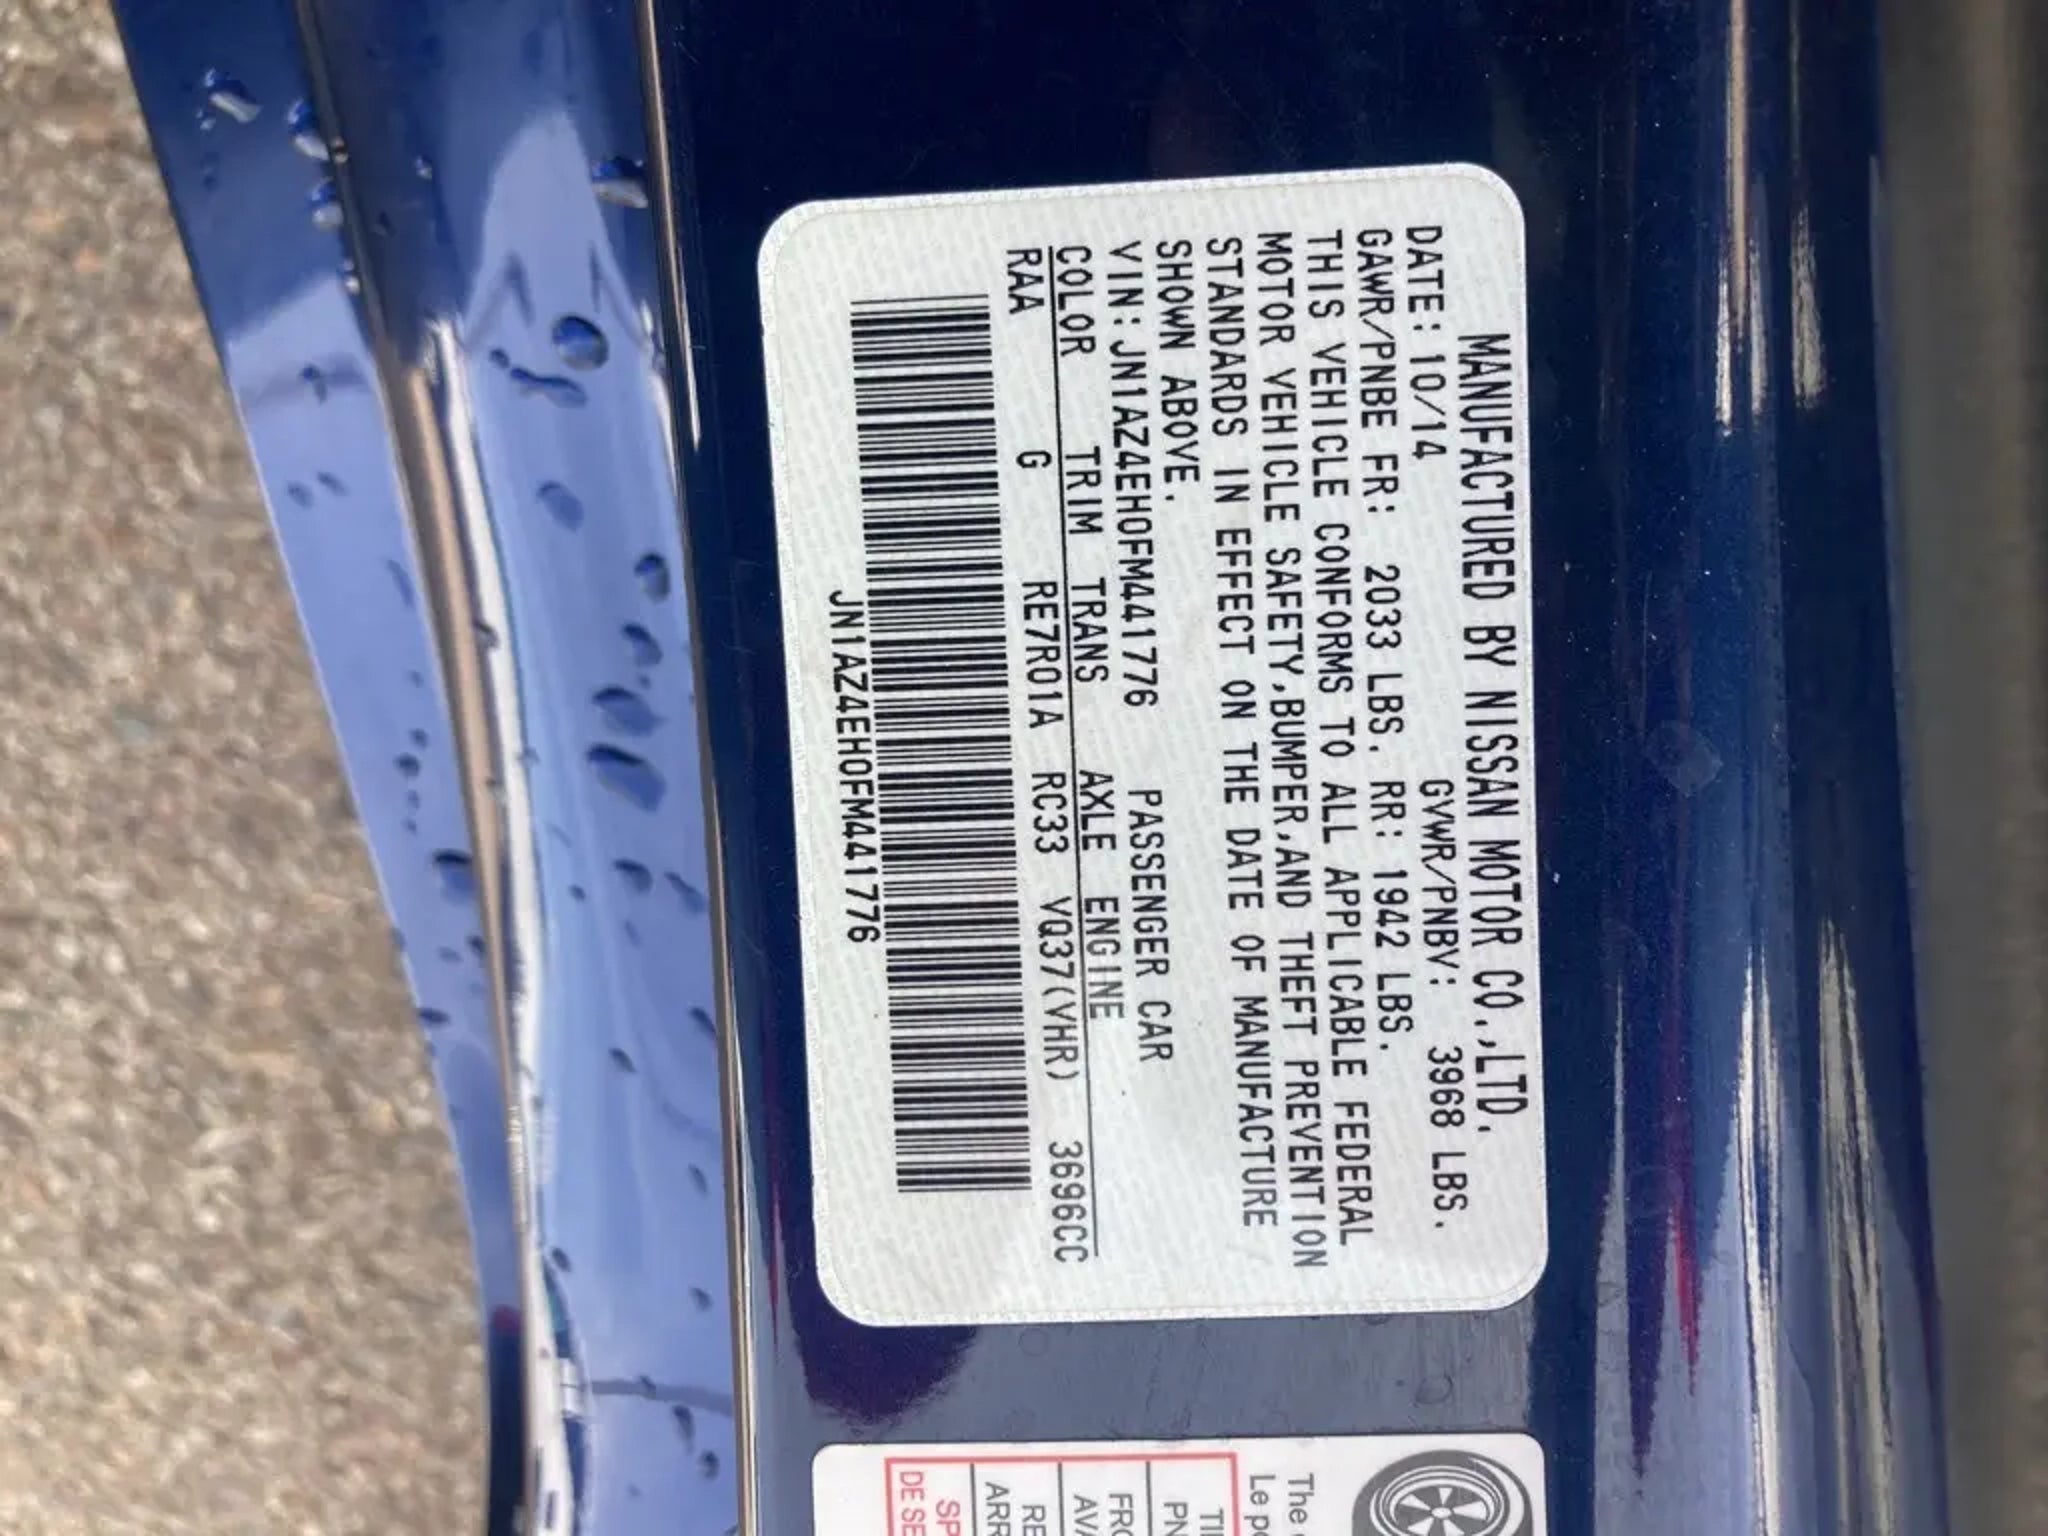 MANUFACTURED BY NISSAN MOTOR CO.,LTD.
DATE: 10/14 GVWR/PNBV: 3968 LBS.
GAWR/PNBE FR: 2033 LBS. RR: 1942 LBS.
THIS VEHICLE CONFORMS TO ALL APPLICABLE FEDERAL
MOTOR VEHICLE SAFETY,BUMPER,AND THEFT PREVENTION
STANDARDS IN EFFECT ON THE DATE OF MANUFACTURE
SHOWN ABOVE.
VIN:JN1AZ4EH0FM441776 PASSENGER CAR
COLOR TRIM TRANS AXLE ENGINE
RAA G RE7R01A RC33 VQ37(VHR) 3696CC
JN1AZ4EH0FM441776
The
Le